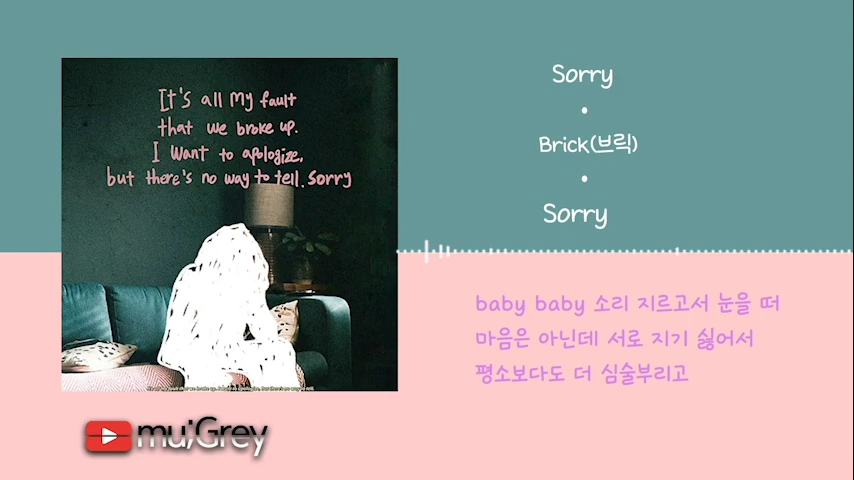 It's all my fault
that we broke up.
I want to apologize,
but there's no way to tell. Sorry
Sorry
Brick(브릭)
Sorry
baby baby 소리 지르고서 눈을 떠
마음은 아닌데 서로 지기 싫어서
평소보다도 더 심술부리고
mu;Grey